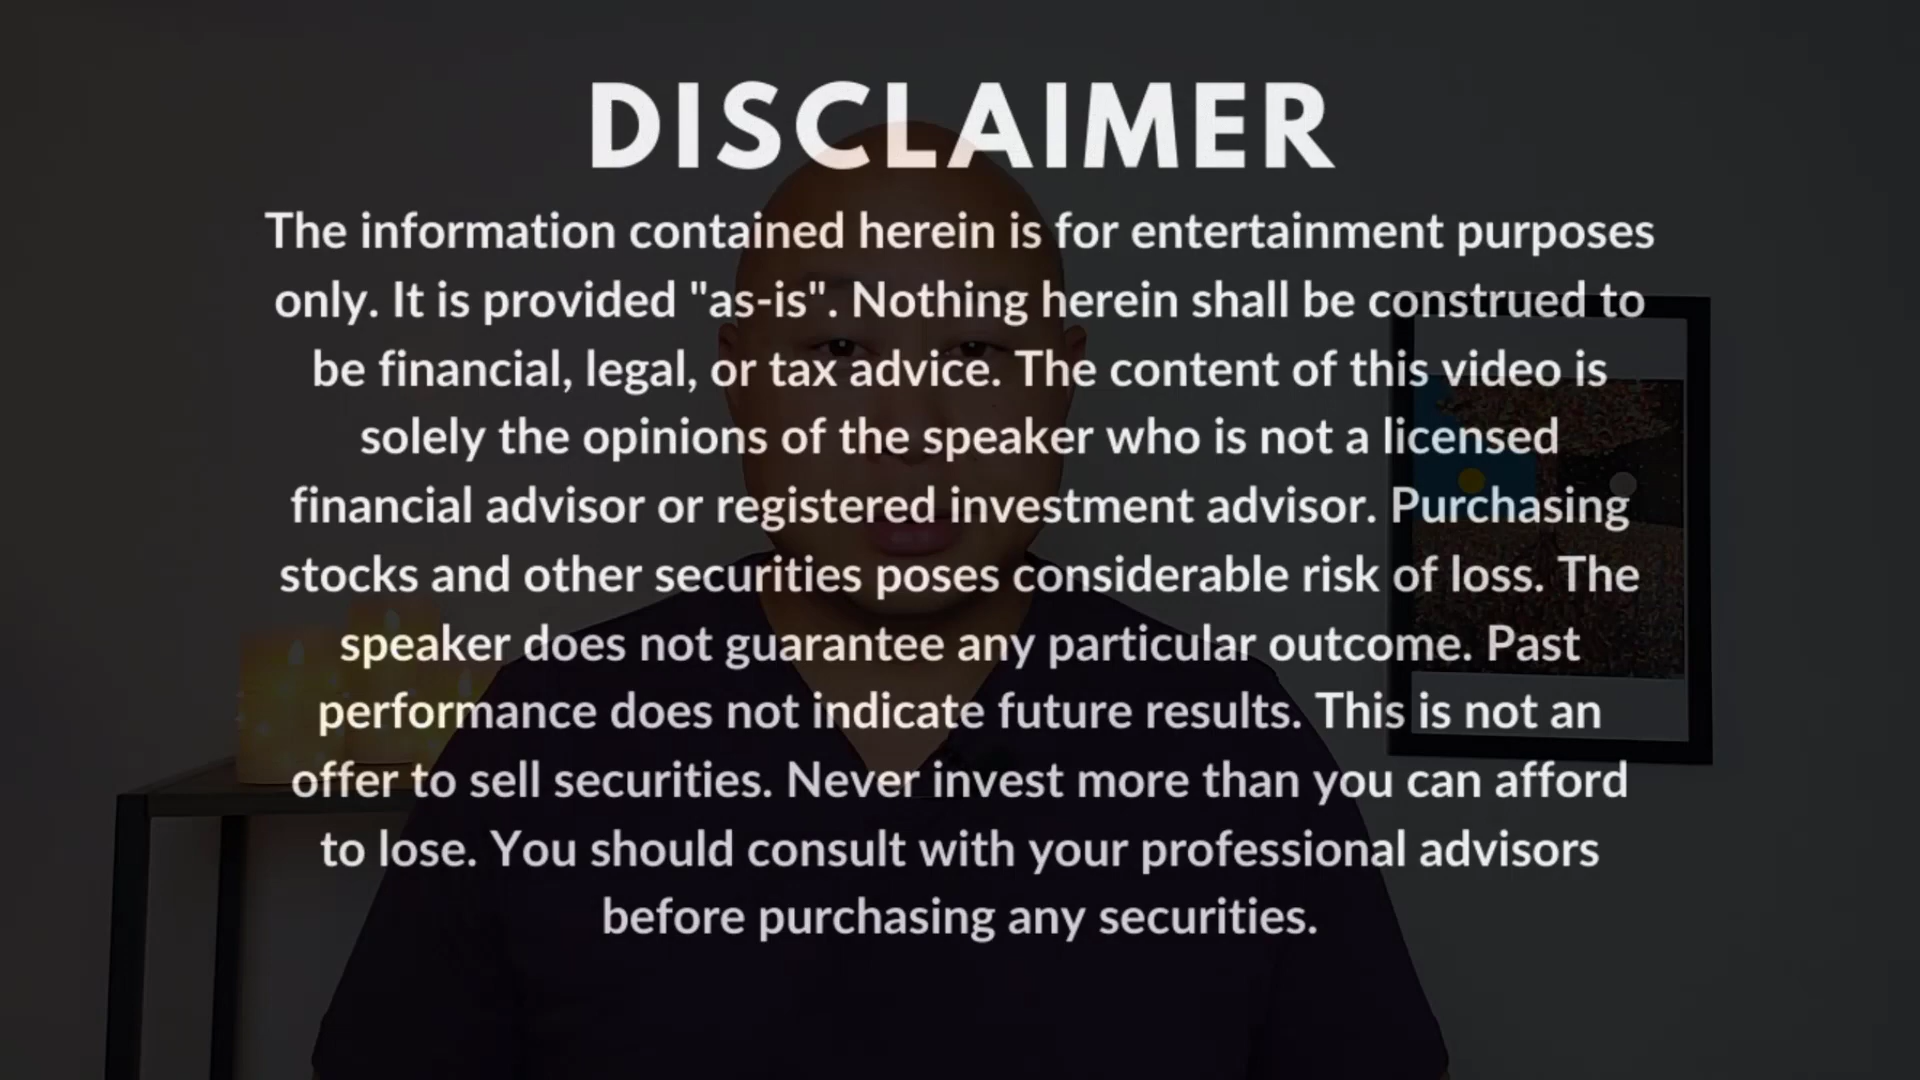 DISCLAIMER
The information contained herein is for entertainment purposes
only. It is provided "as-is". Nothing herein shall be construed to
be financial, legal, or tax advice. The content of this video is
solely the opinions of the speaker who is not a licensed
financial advisor or registered investment advisor. Purchasing
stocks and other securities poses considerable risk of loss. The
speaker does not guarantee any particular outcome. Past
performance does not indicate future results. This is not an
offer to sell securities. Never invest more than you can afford
to lose. You should consult with your professional advisors
before purchasing any securities.